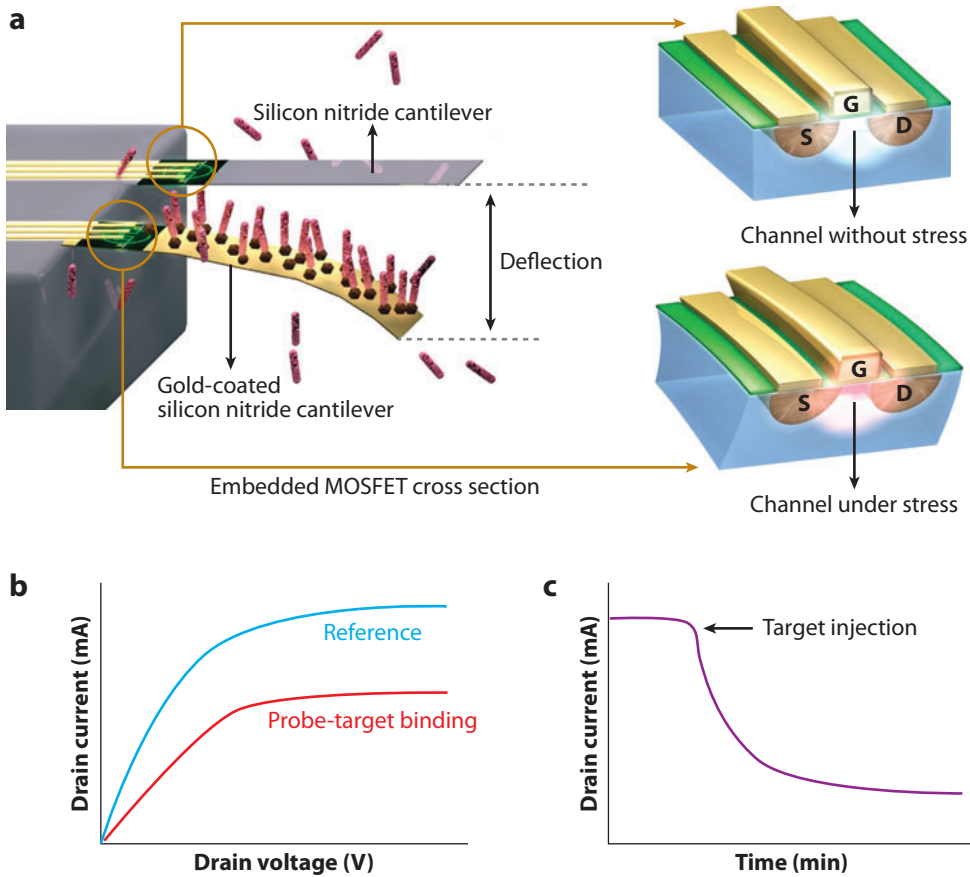 a
Silicon nitride cantilever
G
S
D
Channel without stress
Deflection
Gold-coated
silicon nitride cantilever
G
S
D
Embedded MOSFET cross section
Channel under stress
b
Drain current (mA)
Reference
Probe-target binding
Drain voltage (V)
c
Drain current (mA)
Target injection
Time (min)